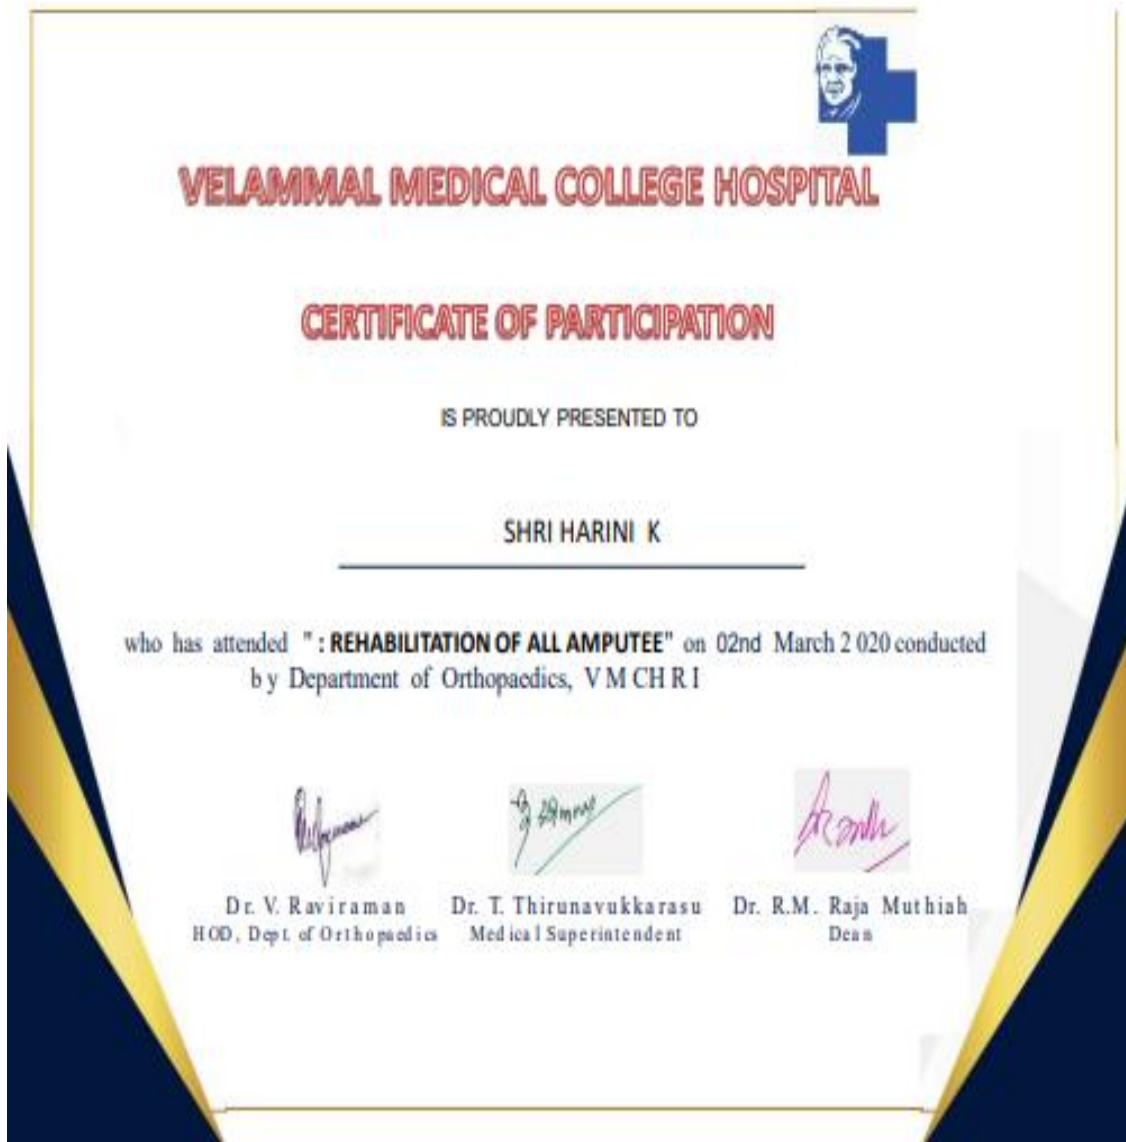 VELAMMAL MEDICAL COLLEGE HOSPITAL
CERTIFICATE OF PARTICIPATION
IS PROUDLY PRESENTED TO
SHRI HARINI K
who has attended " : REHABILITATION OF ALL AMPUTEE" on 02nd March 2 020 conducted
b y Department of Orthopaedics, V M CH R I
Dr. V. Raviraman Dr. T. Thirunavukkarasu Dr. R.M. Raja Muthiah
HOD, Dept. of Orthopaedics Medical Superintendent Dean